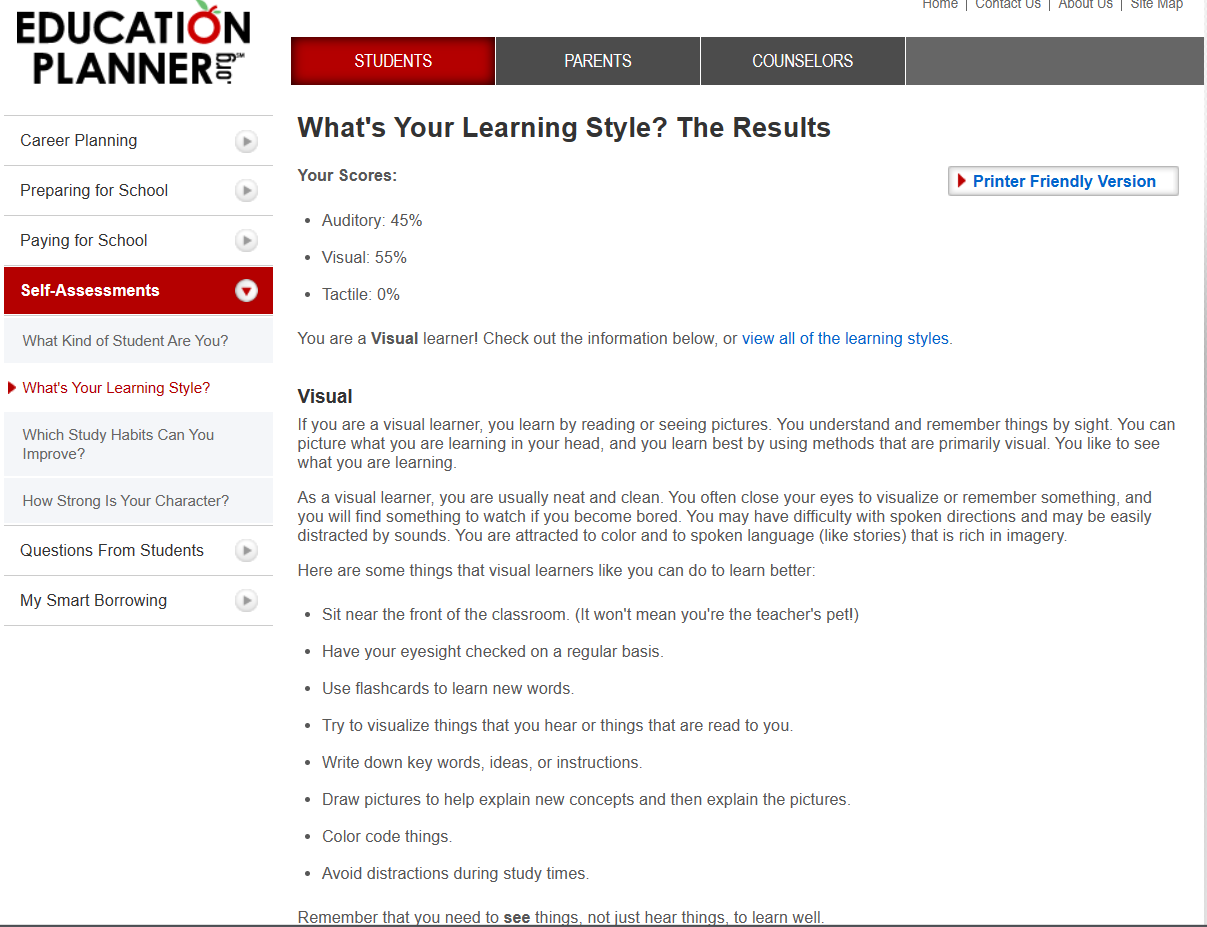 Home | Contact Us | About Us | Site Map
EDUCATION
PLANNER.org℠
STUDENTS PARENTS COUNSELORS
Career Planning
Preparing for School
Paying for School
Self-Assessments
What Kind of Student Are You?
What's Your Learning Style?
Which Study Habits Can You
Improve?
How Strong Is Your Character?
Questions From Students
My Smart Borrowing
What's Your Learning Style? The Results
Your Scores:
Printer Friendly Version
• Auditory: 45%
• Visual: 55%
• Tactile: 0%
You are a Visual learner! Check out the information below, or view all of the learning styles.
Visual
If you are a visual learner, you learn by reading or seeing pictures. You understand and remember things by sight. You can
picture what you are learning in your head, and you learn best by using methods that are primarily visual. You like to see
what you are learning.
As a visual learner, you are usually neat and clean. You often close your eyes to visualize or remember something, and
you will find something to watch if you become bored. You may have difficulty with spoken directions and may be easily
distracted by sounds. You are attracted to color and to spoken language (like stories) that is rich in imagery.
Here are some things that visual learners like you can do to learn better:
• Sit near the front of the classroom. (It won't mean you're the teacher's pet!)
• Have your eyesight checked on a regular basis.
• Use flashcards to learn new words.
• Try to visualize things that you hear or things that are read to you.
• Write down key words, ideas, or instructions.
• Draw pictures to help explain new concepts and then explain the pictures.
• Color code things.
• Avoid distractions during study times.
Remember that you need to see things, not just hear things, to learn well.